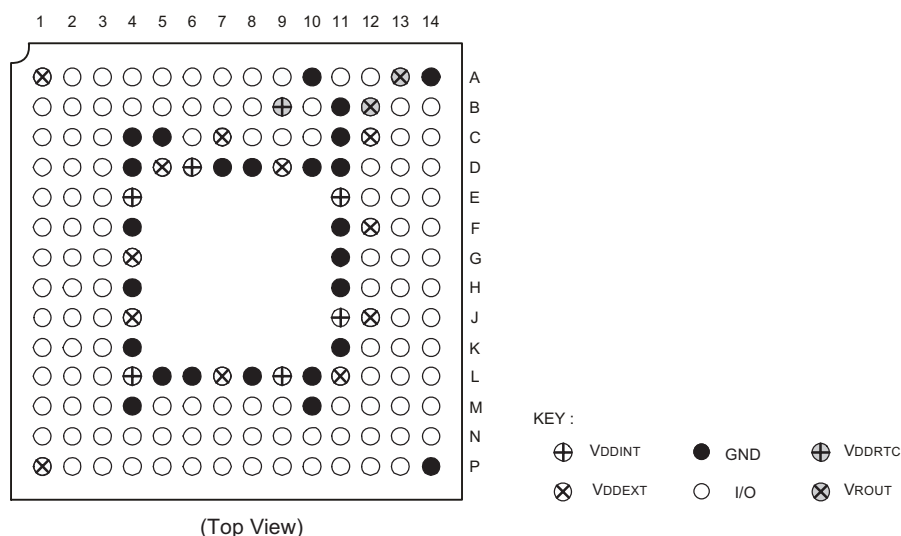 1 2 3 4 5 6 7 8 9 10 11 12 13 14
A
B
C
D
E
F
G
H
J
K
L
M
N
P
KEY :
VDDINT GND VDDRTC
VDDEXT I/O VROUT
(Top View)